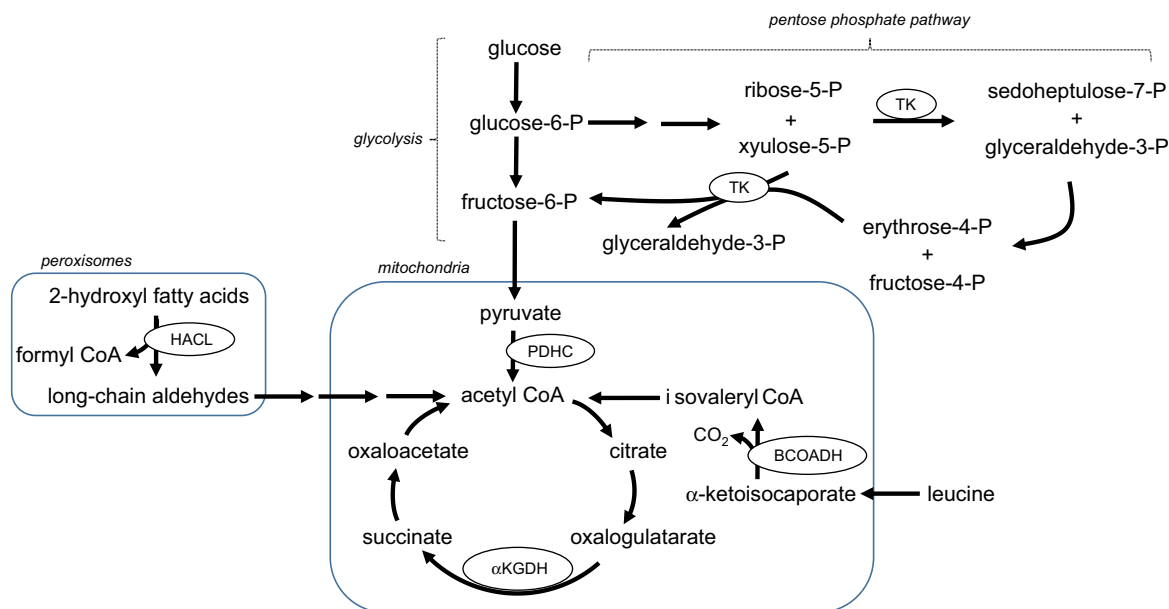 pentose phosphate pathway
glucose
ribose-5-P
sedoheptulose-7-P
TK
glycolysis
glucose-6-P
+
+
xyulose-5-P
glyceraldehyde-3-P
TK
fructose-6-P
erythrose-4-P
glyceraldehyde-3-P
+
fructose-4-P
peroxisomes
mitochondria
2-hydroxyl fatty acids
pyruvate
HACL
formyl CoA
PDHC
long-chain aldehydes
acetyl CoA
i sovaleryl CoA
CO₂
oxaloacetate
citrate
BCOADH
α-ketoisocaporate
leucine
succinate
oxalogulatarate
αKGDH